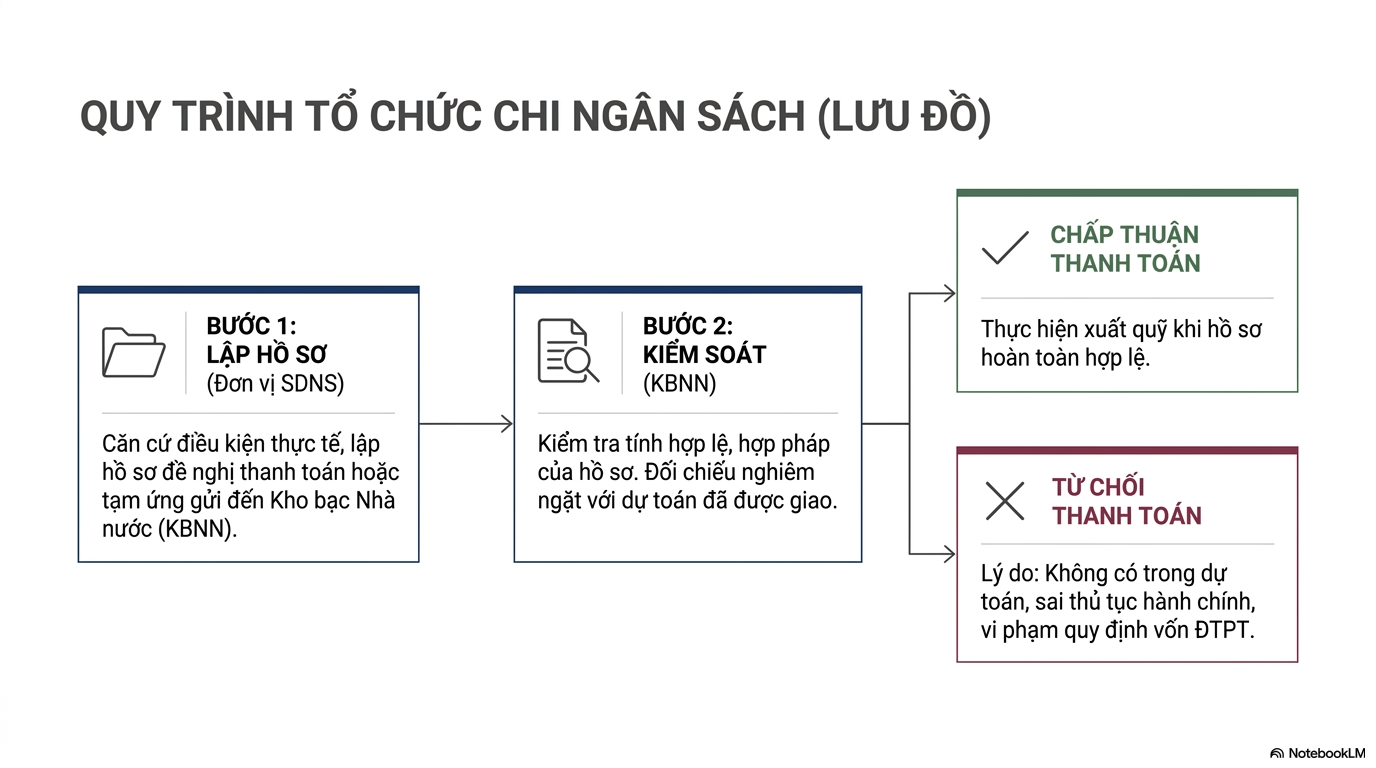 QUY TRÌNH TỔ CHỨC CHI NGÂN SÁCH (LƯU ĐỒ)
BƯỚC 1:
LẬP HỒ SƠ
(Đơn vị SDNS)
Căn cứ điều kiện thực tế, lập
hồ sơ đề nghị thanh toán hoặc
tạm ứng gửi đến Kho bạc Nhà
nước (KBNN).
BƯỚC 2:
KIỂM SOÁT
(KBNN)
Kiểm tra tính hợp lệ, hợp pháp
của hồ sơ. Đối chiếu nghiêm
ngặt với dự toán đã được giao.
CHẤP THUẬN
THANH TOÁN
Thực hiện xuất quỹ khi hồ sơ
hoàn toàn hợp lệ.
TỪ CHỐI
THANH TOÁN
Lý do: Không có trong dự
toán, sai thủ tục hành chính,
vi phạm quy định vốn ĐTPT.
NotebookLM